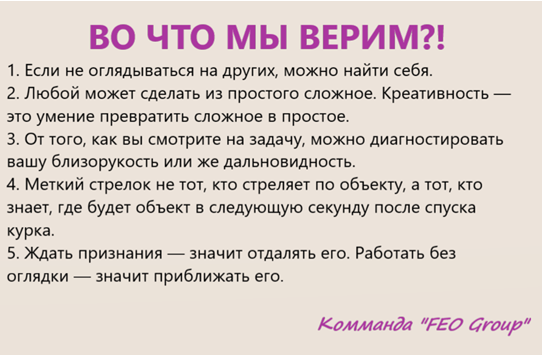 ВО ЧТО МЫ ВЕРИМ?!
1. Если не оглядываться на других, можно найти себя.
2. Любой может сделать из простого сложное. Креативность —
это умение превратить сложное в простое.
3. От того, как вы смотрите на задачу, можно диагностировать
вашу близорукость или же дальновидность.
4. Меткий стрелок не тот, кто стреляет по объекту, а тот, кто
знает, где будет объект в следующую секунду после спуска
курка.
5. Ждать признания — значит отдалять его. Работать без
оглядки — значит приближать его.
Комманда "FEO Group"